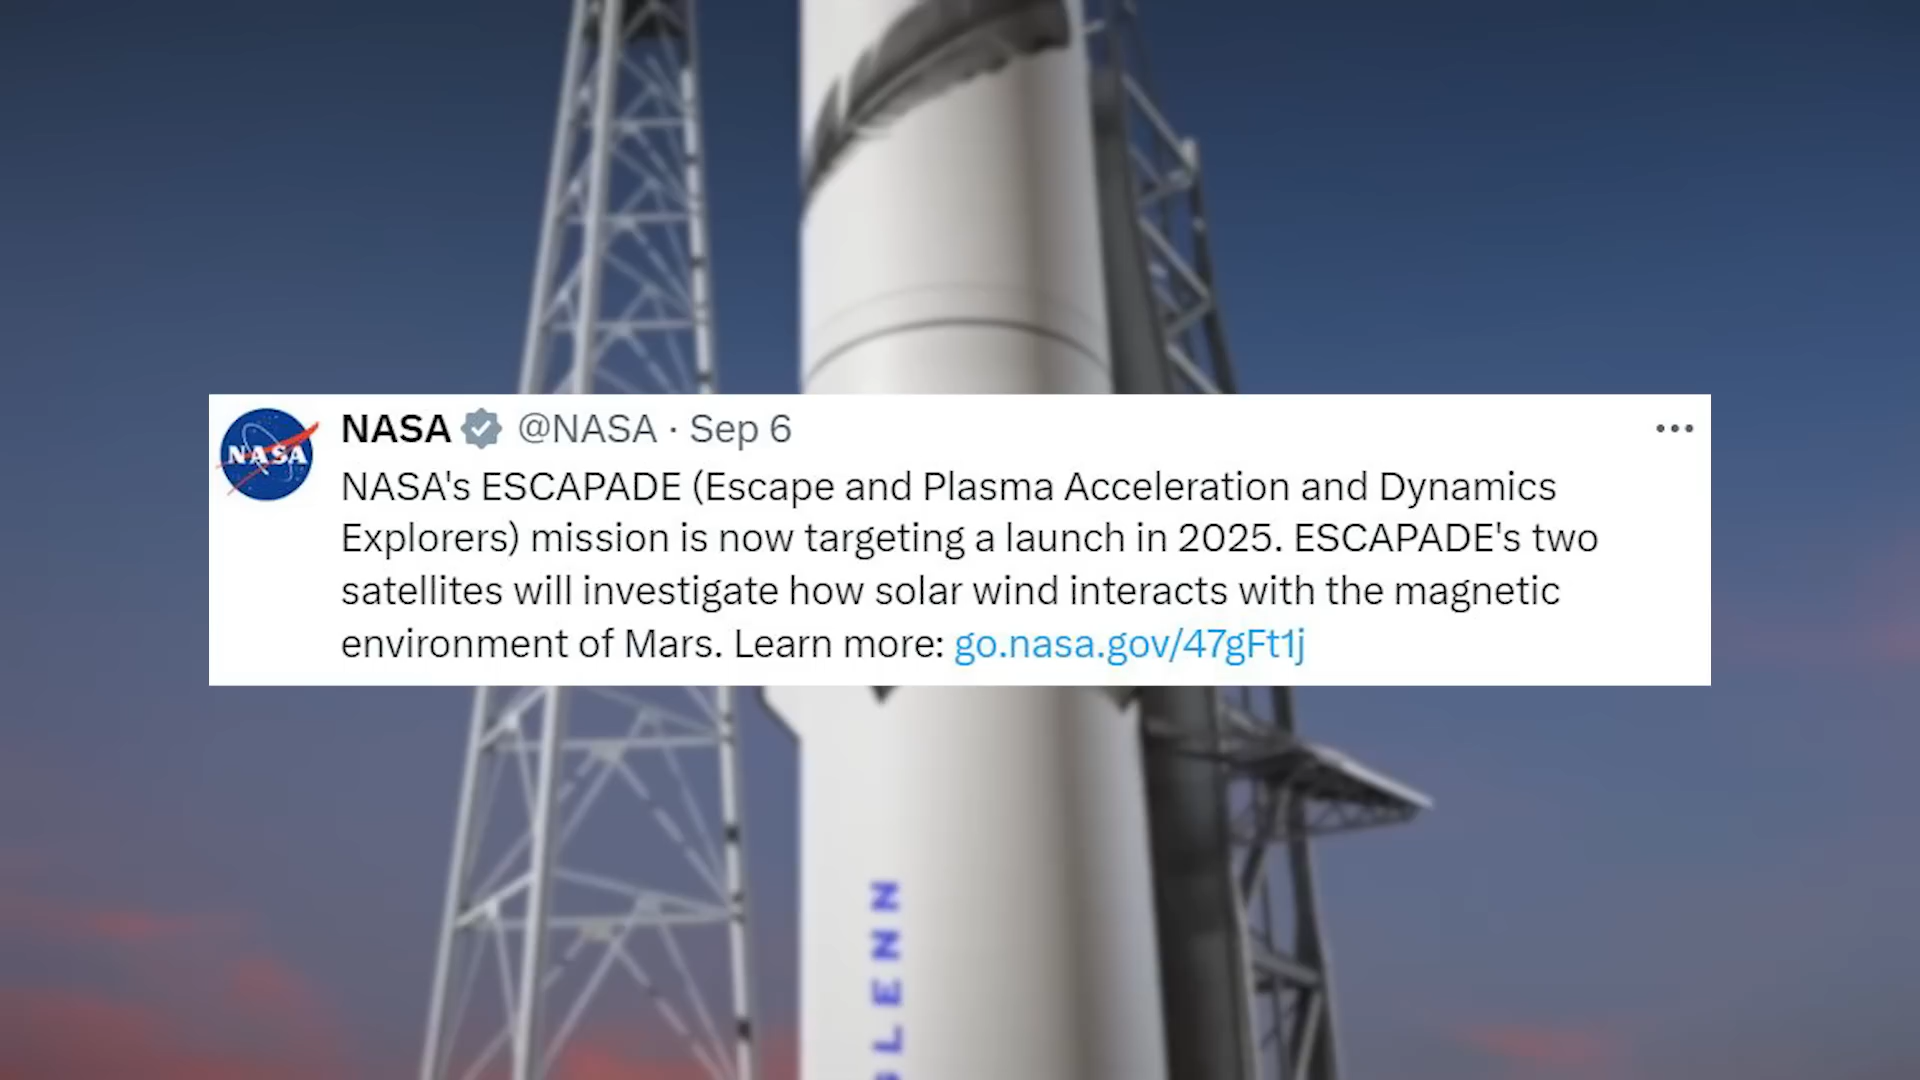 NASA @NASA · Sep 6
NASA's ESCAPADE (Escape and Plasma Acceleration and Dynamics
Explorers) mission is now targeting a launch in 2025. ESCAPADE's two
satellites will investigate how solar wind interacts with the magnetic
environment of Mars. Learn more: go.nasa.gov/47gFt1j
NASA
GLENN